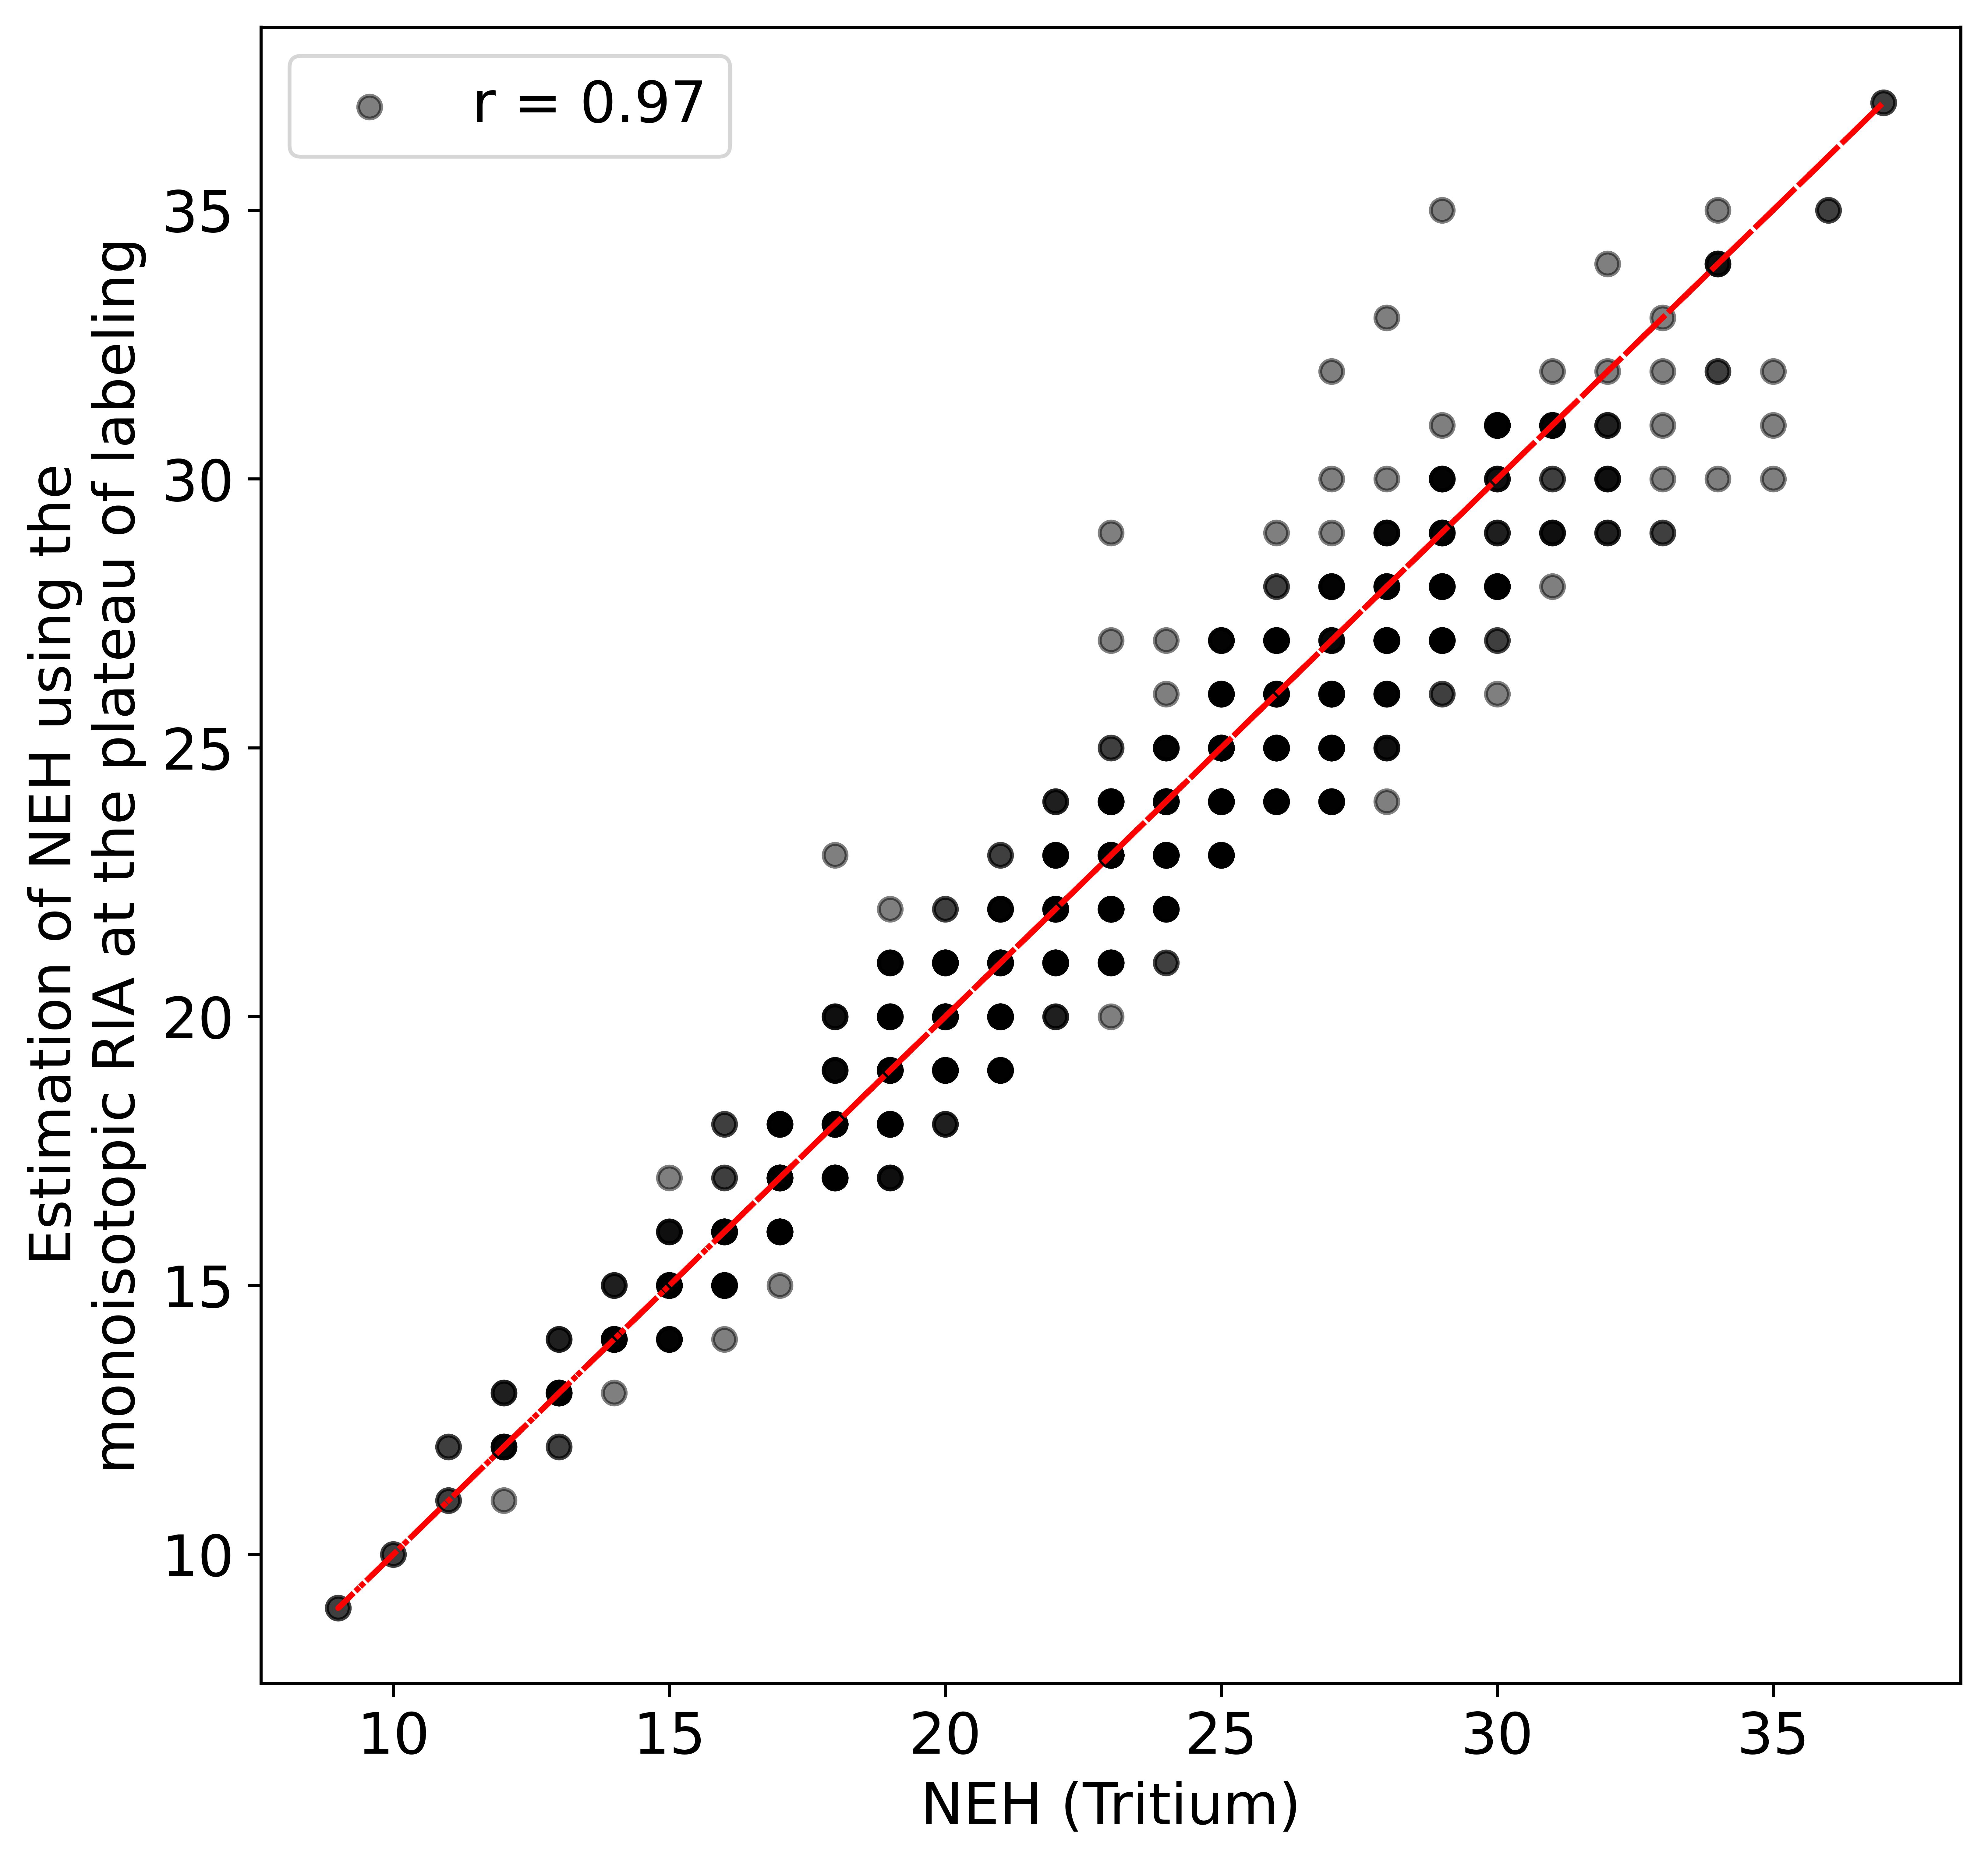 r = 0.97
Estimation of NEH using the
monoisotopic RIA at the plateau of labeling
35
30
25
20
15
10
10 15 20 25 30 35
NEH (Tritium)